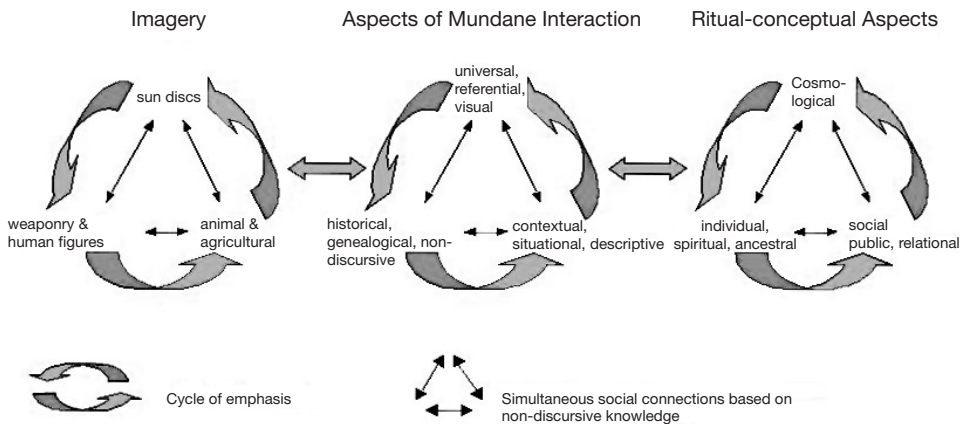 Imagery
Aspects of Mundane Interaction
Ritual-conceptual Aspects
sun discs
weaponry &
human figures
animal &
agricultural
universal,
referential,
visual
historical,
genealogical, non-
discursive
contextual,
situational, descriptive
Cosmo-
logical
individual,
spiritual, ancestral
social
public, relational
Cycle of emphasis
Simultaneous social connections based on
non-discursive knowledge